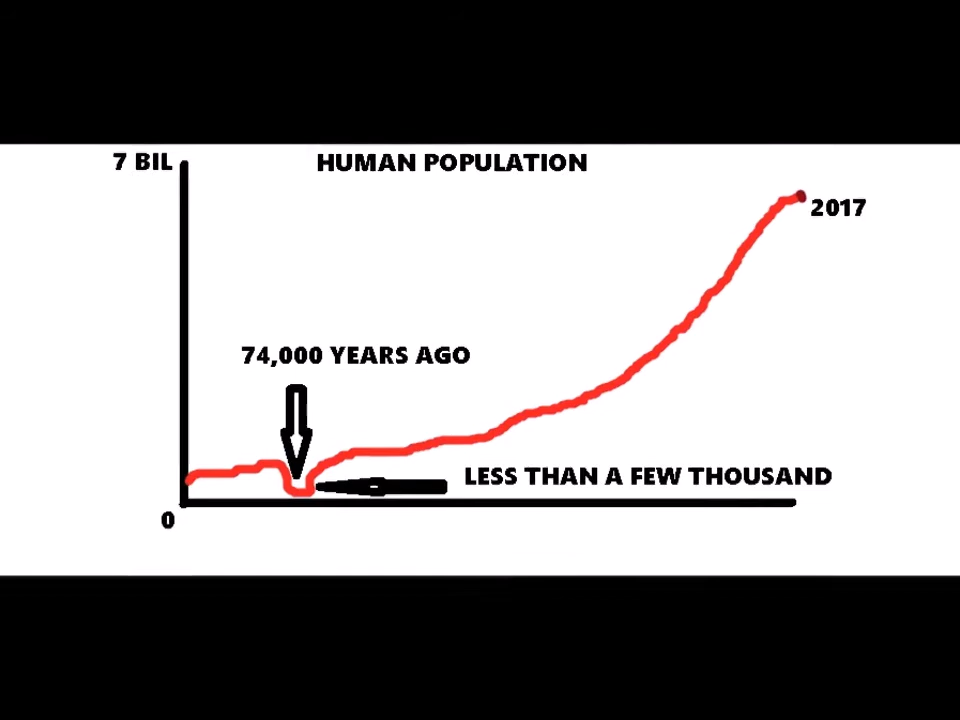 7 BIL
HUMAN POPULATION
2017
74,000 YEARS AGO
LESS THAN A FEW THOUSAND
0